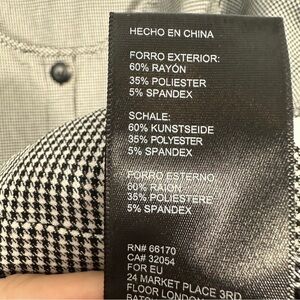 HECHO EN CHINA
FORRO EXTERIOR:
60% RAYÓN
35% POLIESTER
5% SPANDEX
SCHALE:
60% KUNSTSEIDE
35% POLYESTER
5% SPANDEX
FORRO ESTERNO:
60% RAION
35% POLIESTERE
5% SPANDEX
RN# 66170
CA# 32054
FOR EU
24 MARKET PLACE 3RD
FLOOR LONDON